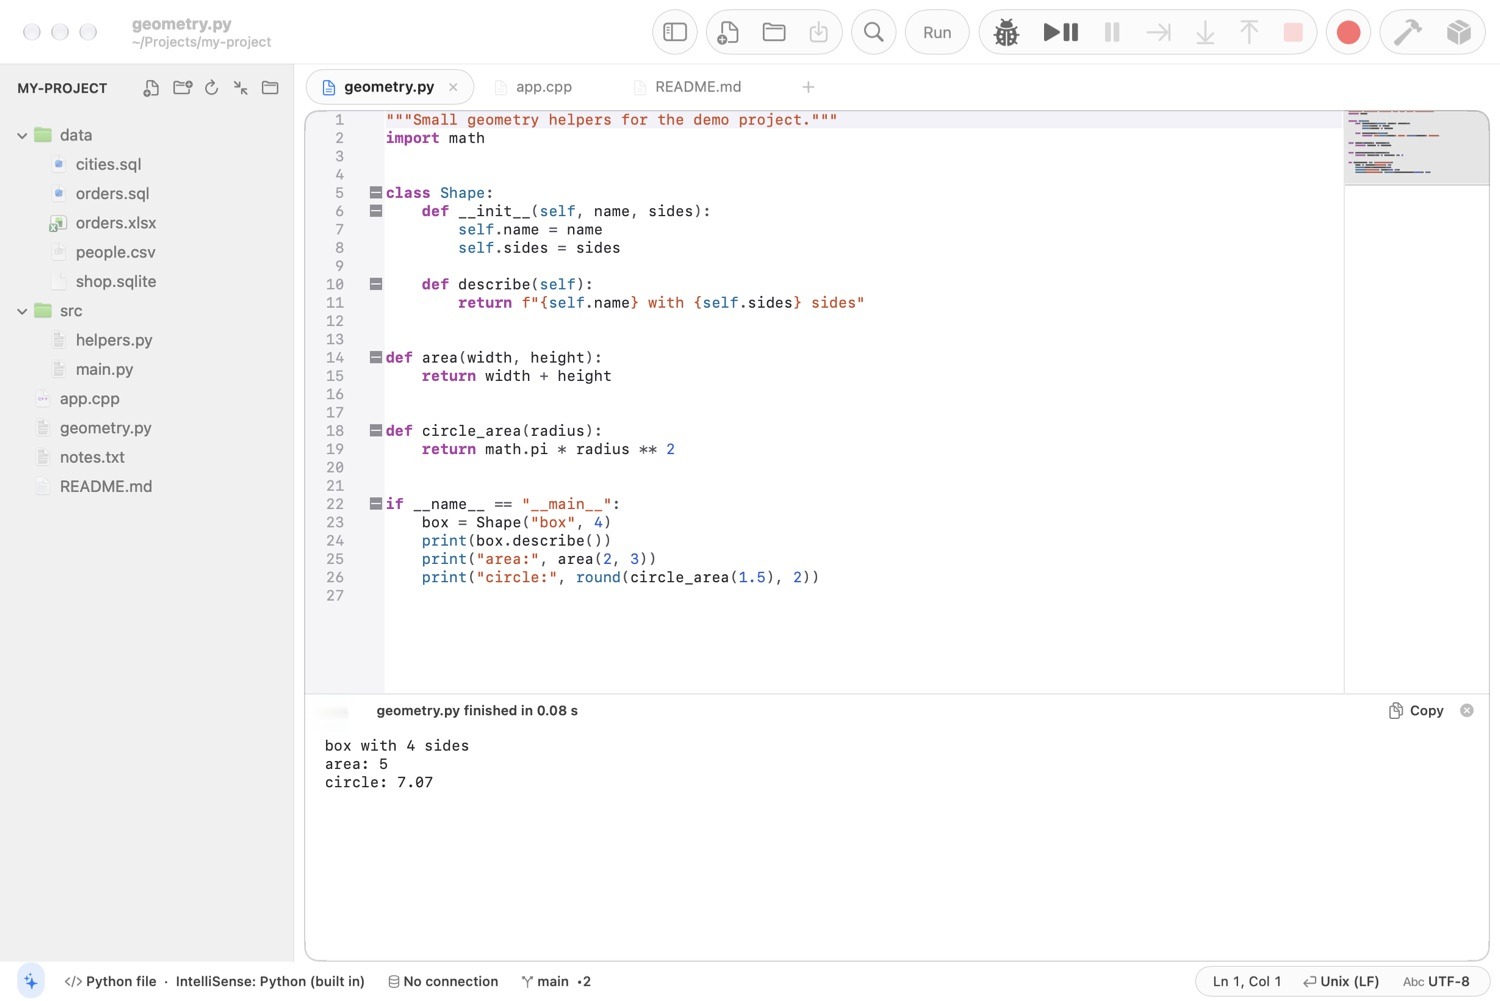 geometry.py
~/Projects/my-project
Run
MY-PROJECT
data
cities.sql
orders.sql
orders.xlsx
people.csv
shop.sqlite
src
helpers.py
main.py
app.cpp
geometry.py
notes.txt
README.md
geometry.py
app.cpp
README.md
1 """Small geometry helpers for the demo project."""
2 import math
3
4
5 class Shape:
6     def __init__(self, name, sides):
7         self.name = name
8         self.sides = sides
9
10     def describe(self):
11         return f"{self.name} with {self.sides} sides"
12
13
14 def area(width, height):
15     return width + height
16
17
18 def circle_area(radius):
19     return math.pi * radius ** 2
20
21
22 if __name__ == "__main__":
23     box = Shape("box", 4)
24     print(box.describe())
25     print("area:", area(2, 3))
26     print("circle:", round(circle_area(1.5), 2))
27
geometry.py finished in 0.08 s
Copy
box with 4 sides
area: 5
circle: 7.07
</> Python file · IntelliSense: Python (built in) No connection main •2 Ln 1, Col 1 Unix (LF) Abc UTF-8